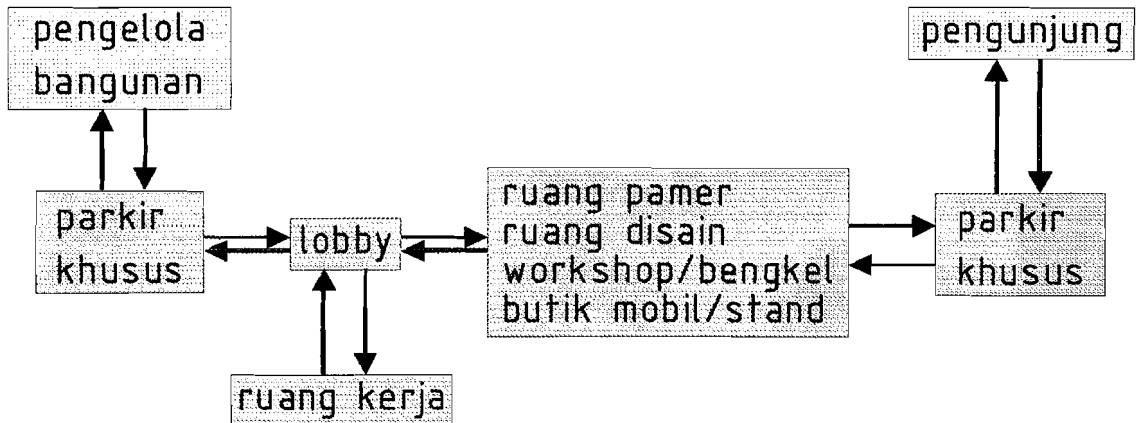 pengelola
bangunan
pengunjung
parkir
khusus
lobby
ruang pamer
ruang disain
workshop/bengkel
butik mobil/stand
parkir
khusus
ruang kerja